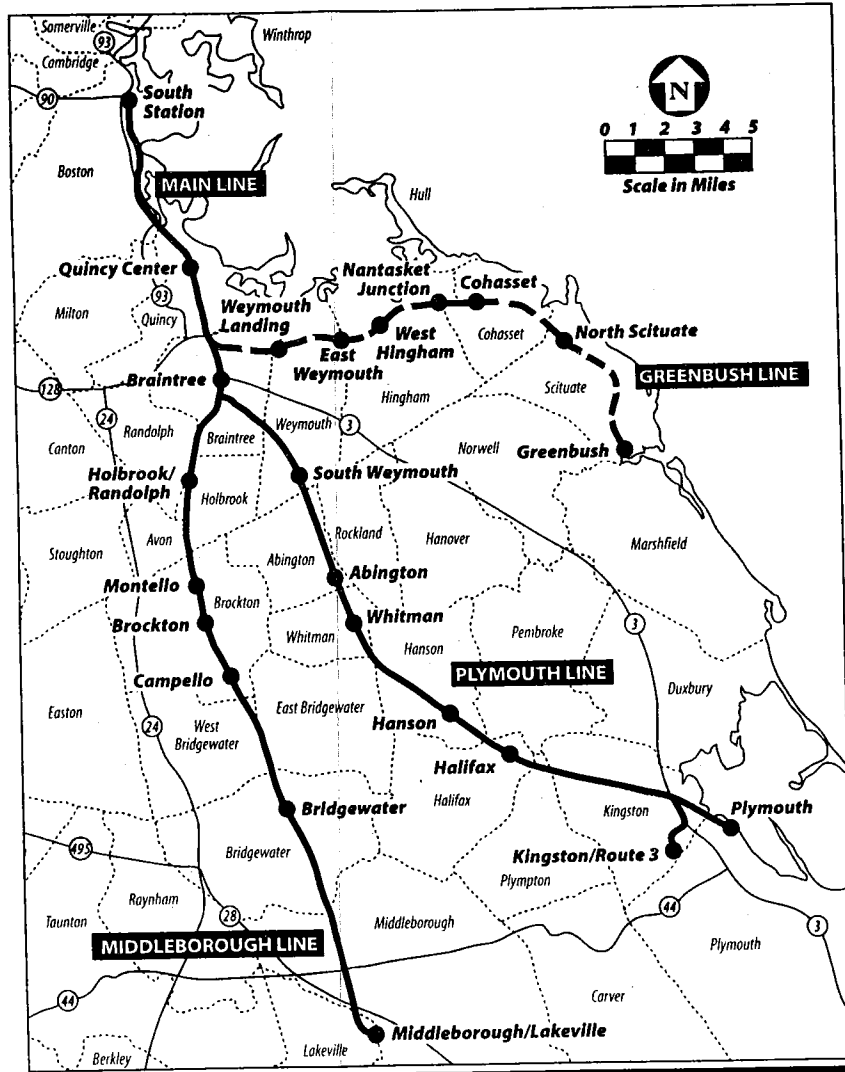 Somerville
93
Winthrop
Cambridge
90
South
Station
N
0 1 2 3 4 5
Scale in Miles
Boston
MAIN LINE
Hull
Quincy Center
Nantasket
Junction
Cohasset
93
Milton
Quincy
Weymouth
Landing
West
Hingham
Cohasset
North Scituate
East
Weymouth
GREENBUSH LINE
Braintree
128
Hingham
Scituate
24
Randolph
Braintree
Weymouth
3
Canton
Norwell
Greenbush
Holbrook/
Randolph
South Weymouth
Holbrook
Avon
Rockland
Stoughton
Abington
Hanover
Marshfield
Abington
Montello
Brockton
Whitman
Brockton
Whitman
Hanson
Pembroke
3
PLYMOUTH LINE
Campello
Duxbury
Easton
24
West
Bridgewater
East Bridgewater
Hanson
Halifax
Bridgewater
Halifax
Kingston
Plymouth
495
Bridgewater
Kingston/Route 3
Plympton
Raynham
28
44
Taunton
Middleborough
3
MIDDLEBOROUGH LINE
Plymouth
44
Carver
Middleborough/Lakeville
Lakeville
Berkley